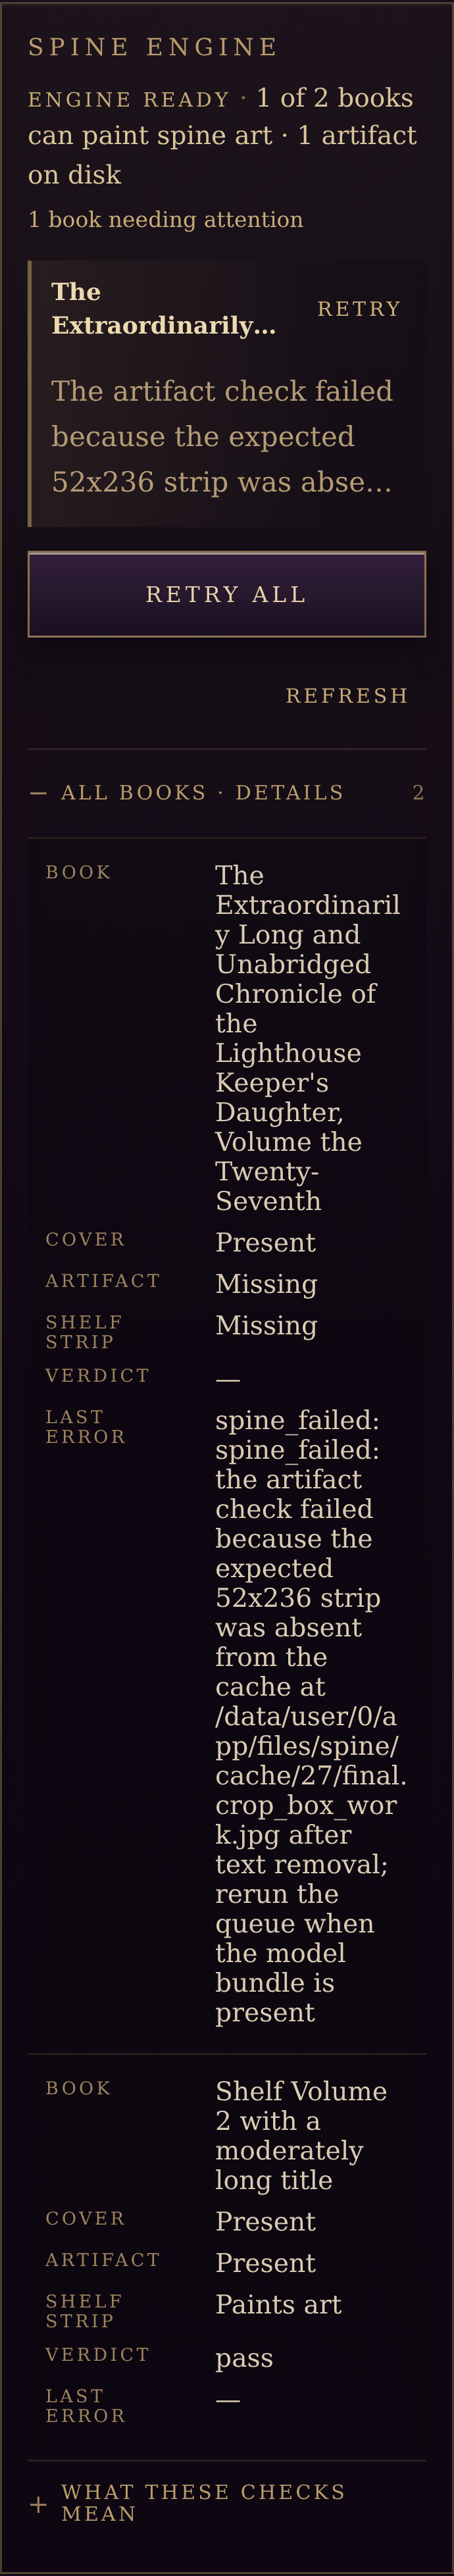 SPINE ENGINE
ENGINE READY · 1 of 2 books
can paint spine art · 1 artifact
on disk
1 book needing attention
The
Extraordinarily...
RETRY
The artifact check failed
because the expected
52x236 strip was abse...
RETRY ALL
REFRESH
— ALL BOOKS · DETAILS 2
BOOK
The
Extraordinaril
y Long and
Unabridged
Chronicle of
the
Lighthouse
Keeper's
Daughter,
Volume the
Twenty-
Seventh
COVER
Present
ARTIFACT
Missing
SHELF
STRIP
Missing
VERDICT
—
LAST
ERROR
spine_failed:
spine_failed:
the artifact
check failed
because the
expected
52x236 strip
was absent
from the
cache at
/data/user/0/a
pp/files/spine/
cache/27/final.
crop_box_wor
k.jpg after
text removal;
rerun the
queue when
the model
bundle is
present
BOOK
Shelf Volume
2 with a
moderately
long title
COVER
Present
ARTIFACT
Present
SHELF
STRIP
Paints art
VERDICT
pass
LAST
ERROR
—
+ WHAT THESE CHECKS
MEAN